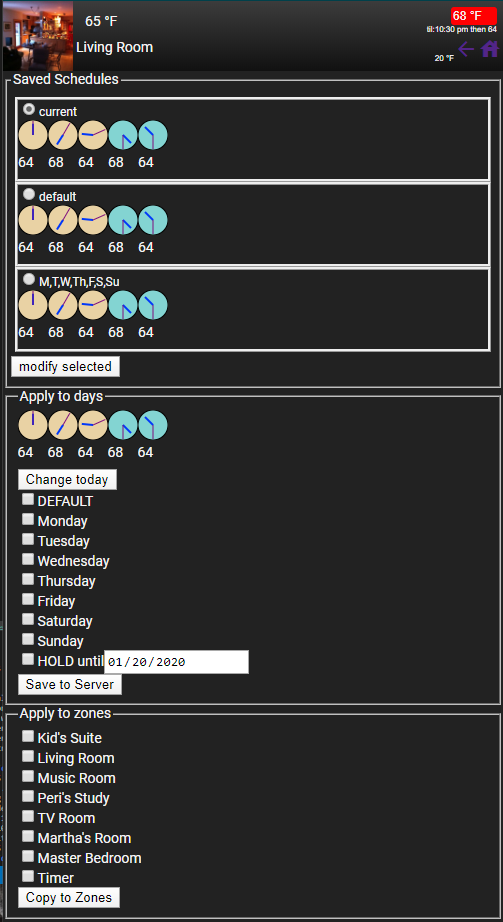 65 °F
68 °F
til:10:30 pm then 64
Living Room
20 °F
Saved Schedules
current
64 68 64 68 64
default
64 68 64 68 64
M,T,W,Th,F,S,Su
64 68 64 68 64
modify selected
Apply to days
64 68 64 68 64
Change today
DEFAULT
Monday
Tuesday
Wednesday
Thursday
Friday
Saturday
Sunday
HOLD until 01/20/2020
Save to Server
Apply to zones
Kid's Suite
Living Room
Music Room
Peri's Study
TV Room
Martha's Room
Master Bedroom
Timer
Copy to Zones